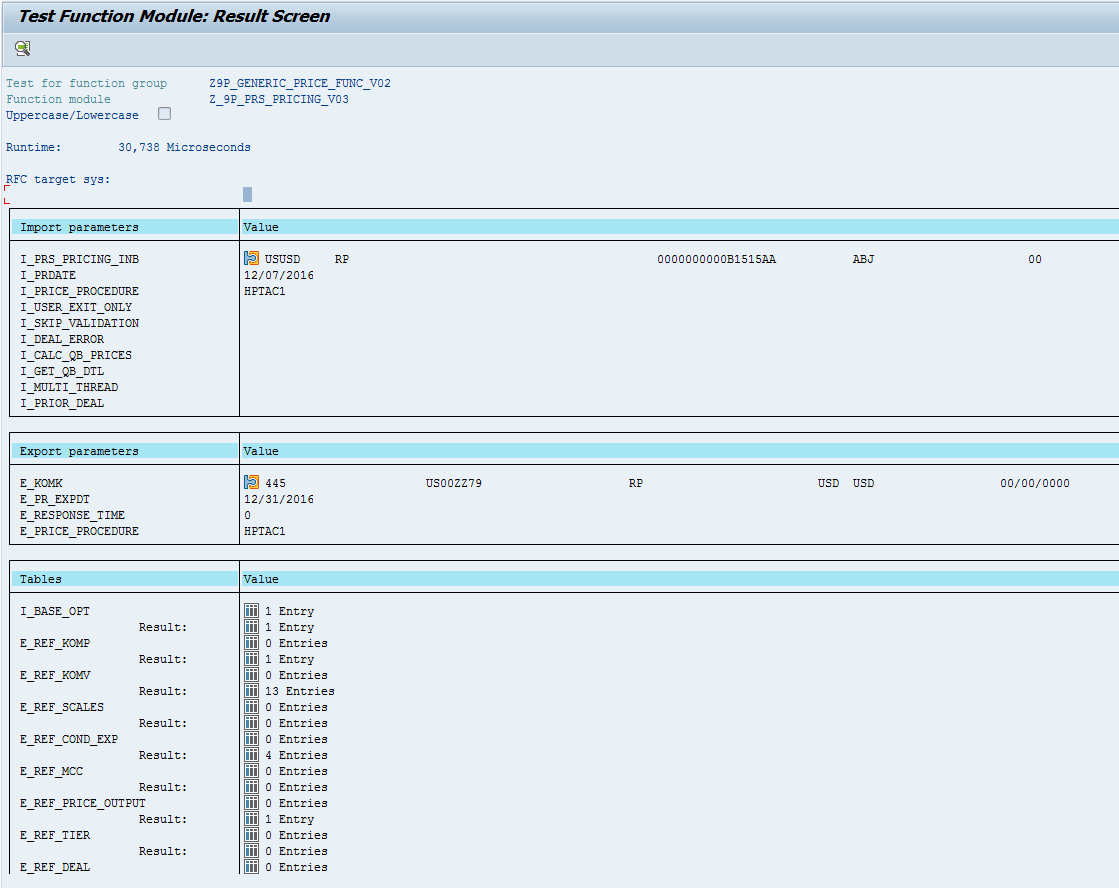 Test Function Module: Result Screen
Test for function group Z9P_GENERIC_PRICE_FUNC_V02
Function module Z_9P_PRS_PRICING_V03
Uppercase/Lowercase
Runtime: 30,738 Microseconds
RFC target sys:
Import parameters Value
I_PRS_PRICING_INB USUSD RP 0000000000B1515AA ABJ 00
I_PRDATE 12/07/2016
I_PRICE_PROCEDURE HPTAC1
I_USER_EXIT_ONLY
I_SKIP_VALIDATION
I_DEAL_ERROR
I_CALC_QB_PRICES
I_GET_QB_DTL
I_MULTI_THREAD
I_PRIOR_DEAL
Export parameters Value
E_KOMK 445 US00ZZ79 RP USD USD 00/00/0000
E_PR_EXPDT 12/31/2016
E_RESPONSE_TIME 0
E_PRICE_PROCEDURE HPTAC1
Tables Value
I_BASE_OPT 1 Entry
Result: 1 Entry
E_REF_KOMP 0 Entries
Result: 1 Entry
E_REF_KOMV 0 Entries
Result: 13 Entries
E_REF_SCALES 0 Entries
Result: 0 Entries
E_REF_COND_EXP 0 Entries
Result: 4 Entries
E_REF_MCC 0 Entries
Result: 0 Entries
E_REF_PRICE_OUTPUT 0 Entries
Result: 1 Entry
E_REF_TIER 0 Entries
Result: 0 Entries
E_REF_DEAL 0 Entries